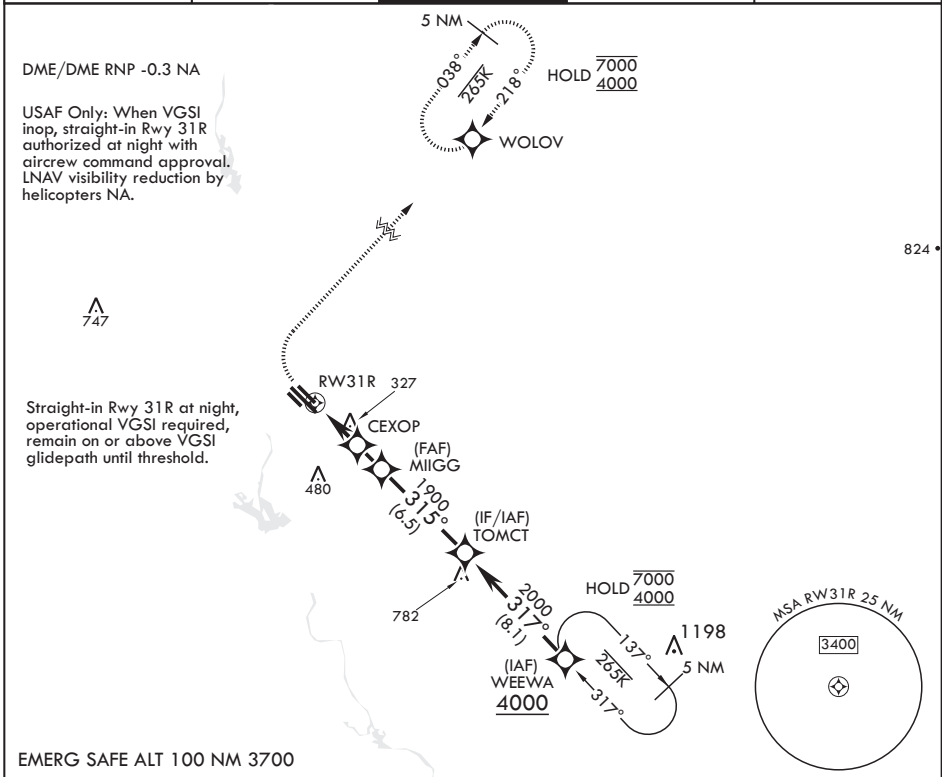 5 NM
DME/DME RNP -0.3 NA
038°
265K
218°
HOLD 7000
4000
USAF Only: When VGSI
inop, straight-in Rwy 31R
authorized at night with
aircrew command approval.
LNAV visibility reduction by
helicopters NA.
WOLOV
824
747
RW31R
327
Straight-in Rwy 31R at night,
operational VGSI required,
remain on or above VGSI
glidepath until threshold.
CEXOP
(FAF)
MIIGG
480
1900
315°
(6.5)
(IF/IAF)
TOMCT
782
2000
317°
(8.1)
HOLD 7000
4000
137°
1198
5 NM
265K
317°
(IAF)
WEEWA
4000
MSA RW31R 25 NM
3400
EMERG SAFE ALT 100 NM 3700